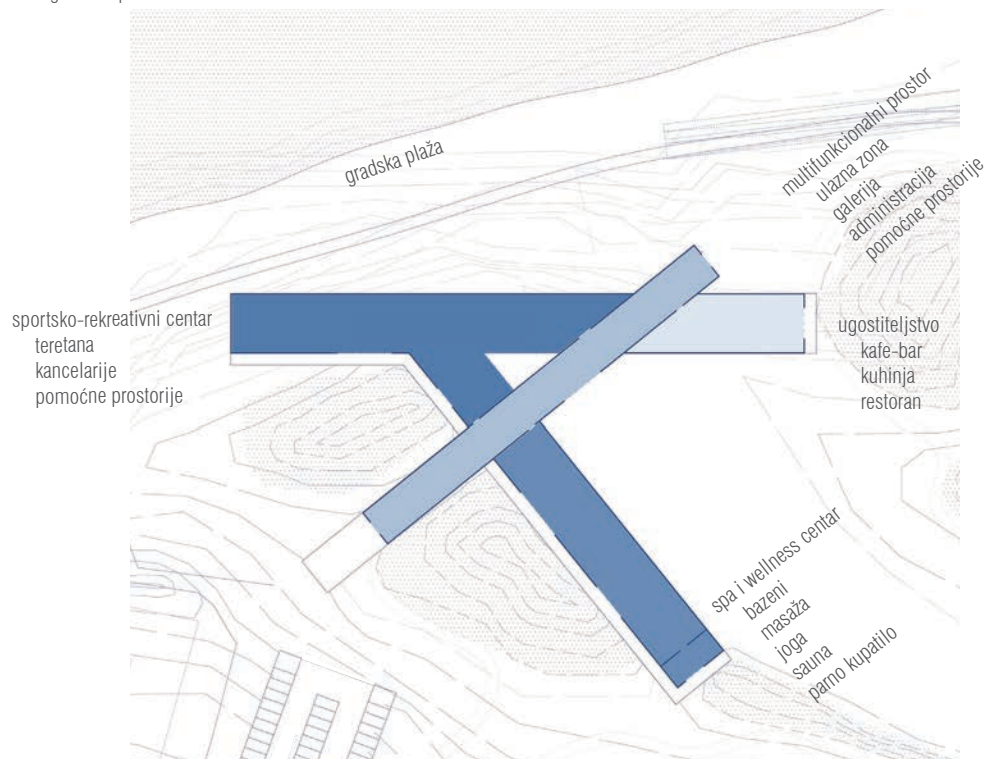 gradska plaža
multifunkcionalni prostor
ulazna zona
galerija
administracija
pomoćne prostorije
sportsko-rekreativni centar
teretana
kancelarije
pomoćne prostorije
ugostiteljstvo
kafe-bar
kuhinja
restoran
spa i wellness centar
bazeni
masaža
joga
sauna
parno kupatilo